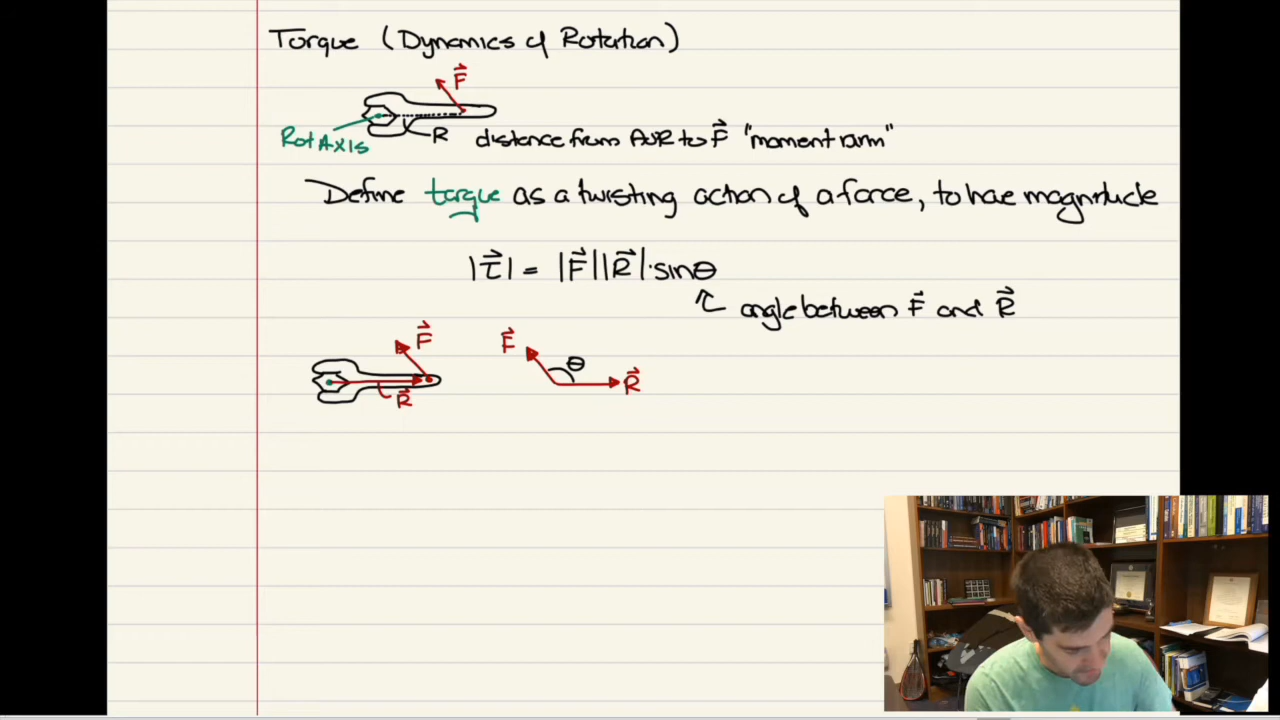 Torque (Dynamics of Rotation)
F⃗
Rot AXIS
R distance from AOR to F⃗ "moment arm"
Define torque as a twisting action of a force, to have magnitude
|τ⃗| = |F⃗||R⃗|·sinθ
angle between F⃗ and R⃗
F⃗
F⃗ θ
R⃗
R⃗